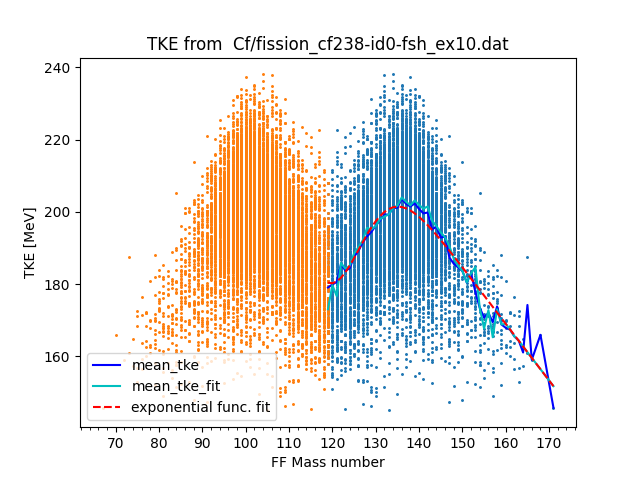 TKE from  Cf/fission_cf238-id0-fsh_ex10.dat
240
220
200
180
160
TKE [MeV]
mean_tke
mean_tke_fit
exponential func. fit
70 80 90 100 110 120 130 140 150 160 170
FF Mass number